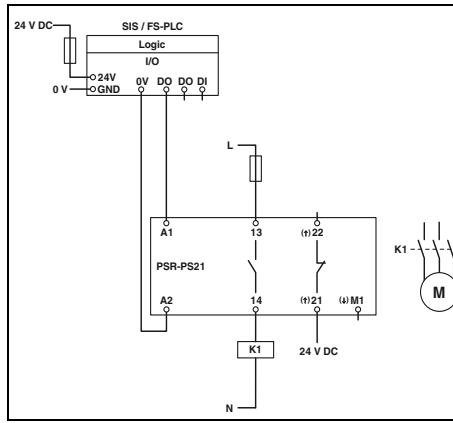 24 V DC
SIS / FS-PLC
Logic
I/O
24V
0V DO DO DI
0 V GND
L
A1 13 (↑) 22
PSR-PS21
K1
M
A2 14 (↑) 21 (↓) M1
K1
24 V DC
N